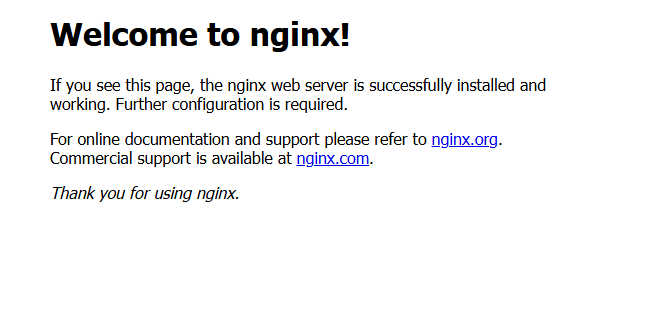 Welcome to nginx!
If you see this page, the nginx web server is successfully installed and
working. Further configuration is required.
For online documentation and support please refer to nginx.org.
Commercial support is available at nginx.com.
Thank you for using nginx.